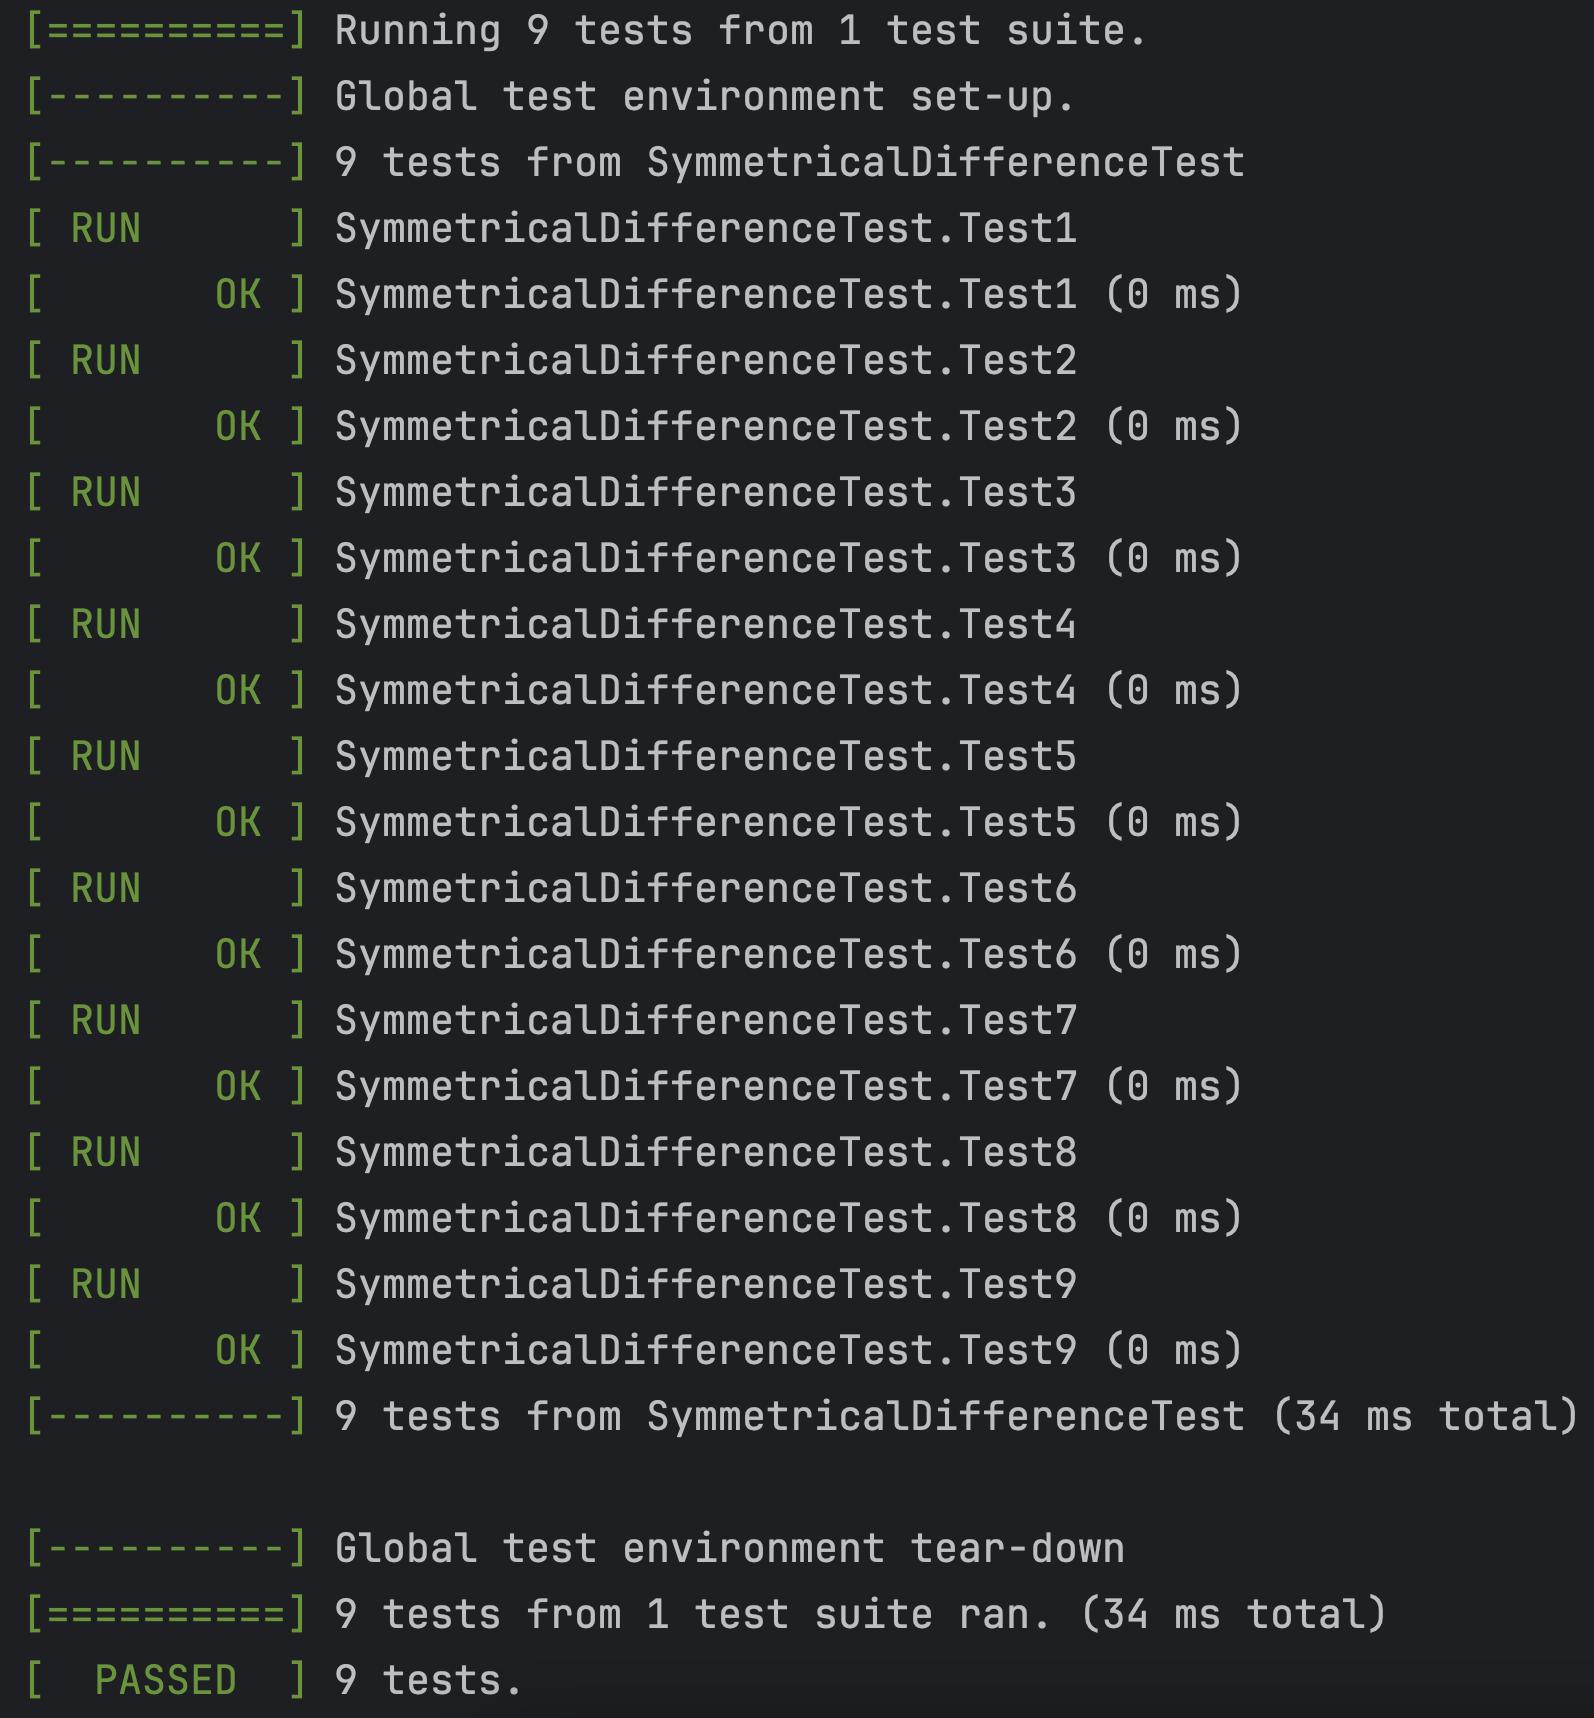 [==========] Running 9 tests from 1 test suite.
[----------] Global test environment set-up.
[----------] 9 tests from SymmetricalDifferenceTest
[ RUN      ] SymmetricalDifferenceTest.Test1
[       OK ] SymmetricalDifferenceTest.Test1 (0 ms)
[ RUN      ] SymmetricalDifferenceTest.Test2
[       OK ] SymmetricalDifferenceTest.Test2 (0 ms)
[ RUN      ] SymmetricalDifferenceTest.Test3
[       OK ] SymmetricalDifferenceTest.Test3 (0 ms)
[ RUN      ] SymmetricalDifferenceTest.Test4
[       OK ] SymmetricalDifferenceTest.Test4 (0 ms)
[ RUN      ] SymmetricalDifferenceTest.Test5
[       OK ] SymmetricalDifferenceTest.Test5 (0 ms)
[ RUN      ] SymmetricalDifferenceTest.Test6
[       OK ] SymmetricalDifferenceTest.Test6 (0 ms)
[ RUN      ] SymmetricalDifferenceTest.Test7
[       OK ] SymmetricalDifferenceTest.Test7 (0 ms)
[ RUN      ] SymmetricalDifferenceTest.Test8
[       OK ] SymmetricalDifferenceTest.Test8 (0 ms)
[ RUN      ] SymmetricalDifferenceTest.Test9
[       OK ] SymmetricalDifferenceTest.Test9 (0 ms)
[----------] 9 tests from SymmetricalDifferenceTest (34 ms total)
[----------] Global test environment tear-down
[==========] 9 tests from 1 test suite ran. (34 ms total)
[  PASSED  ] 9 tests.